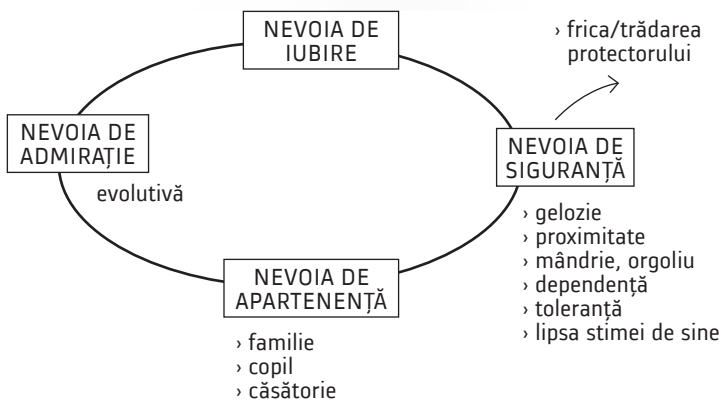 NEVOIA DE
IUBIRE
› frica/trădarea
protectorului
NEVOIA DE
ADMIRAȚIE
evolutivă
NEVOIA DE
SIGURANȚĂ
› gelozie
› proximitate
› mândrie, orgoliu
› dependență
› toleranță
› lipsa stimei de sine
NEVOIA DE
APARTENENȚĂ
› familie
› copil
› căsătorie